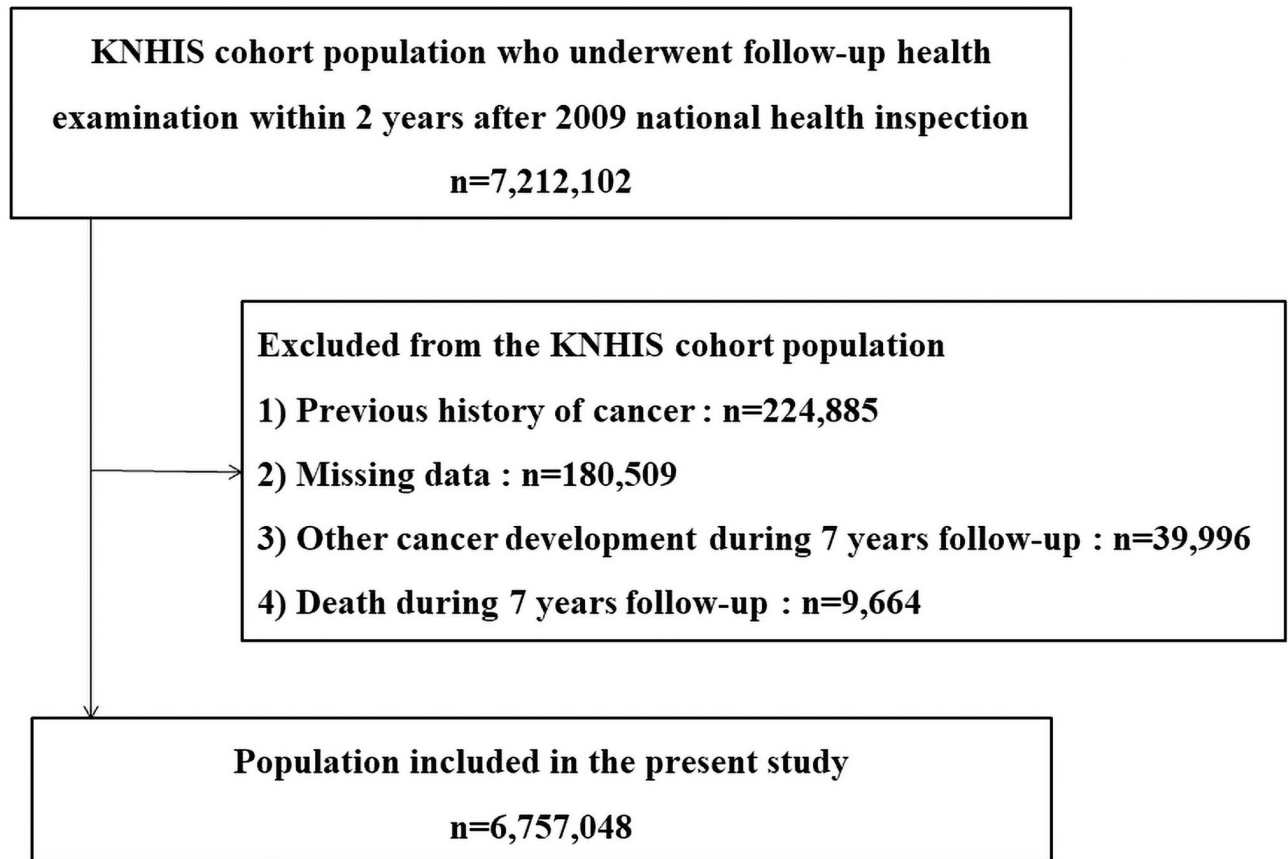 KNHIS cohort population who underwent follow-up health
examination within 2 years after 2009 national health inspection
n=7,212,102
Excluded from the KNHIS cohort population
1) Previous history of cancer : n=224,885
2) Missing data : n=180,509
3) Other cancer development during 7 years follow-up : n=39,996
4) Death during 7 years follow-up : n=9,664
Population included in the present study
n=6,757,048